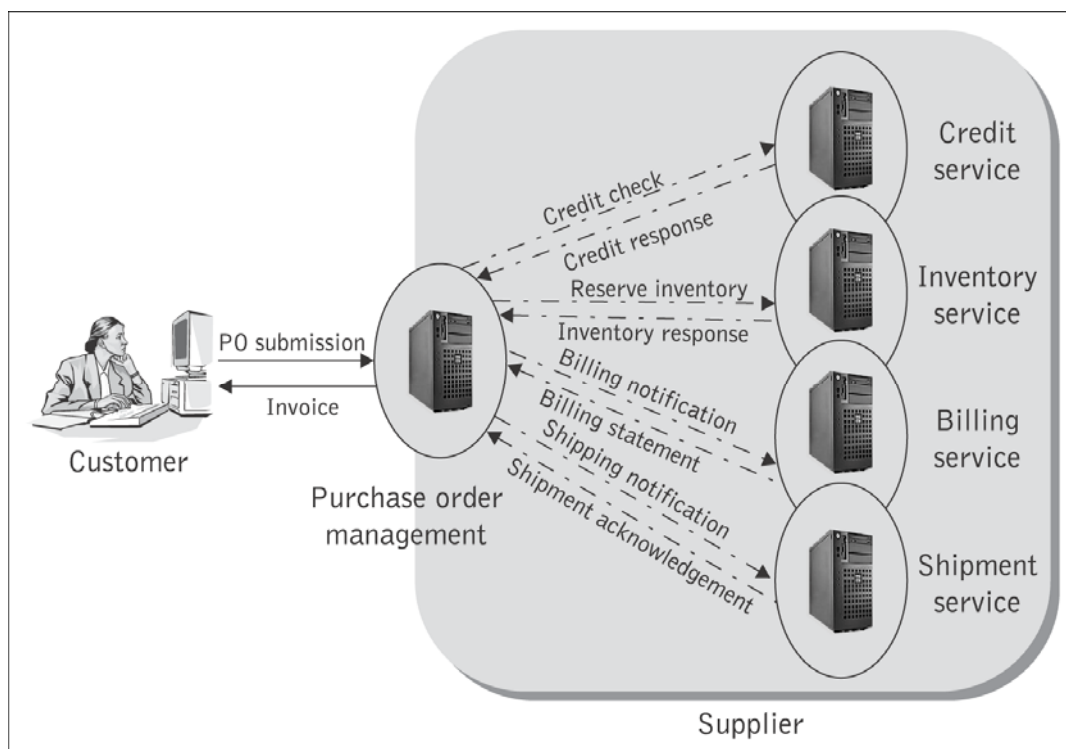 Credit
service
Credit check
Credit response
Inventory
service
Reserve inventory
Inventory response
PO submission
Invoice
Customer
Billing notification
Billing statement
Billing
service
Shipping notification
Shipment acknowledgement
Purchase order
management
Shipment
service
Supplier